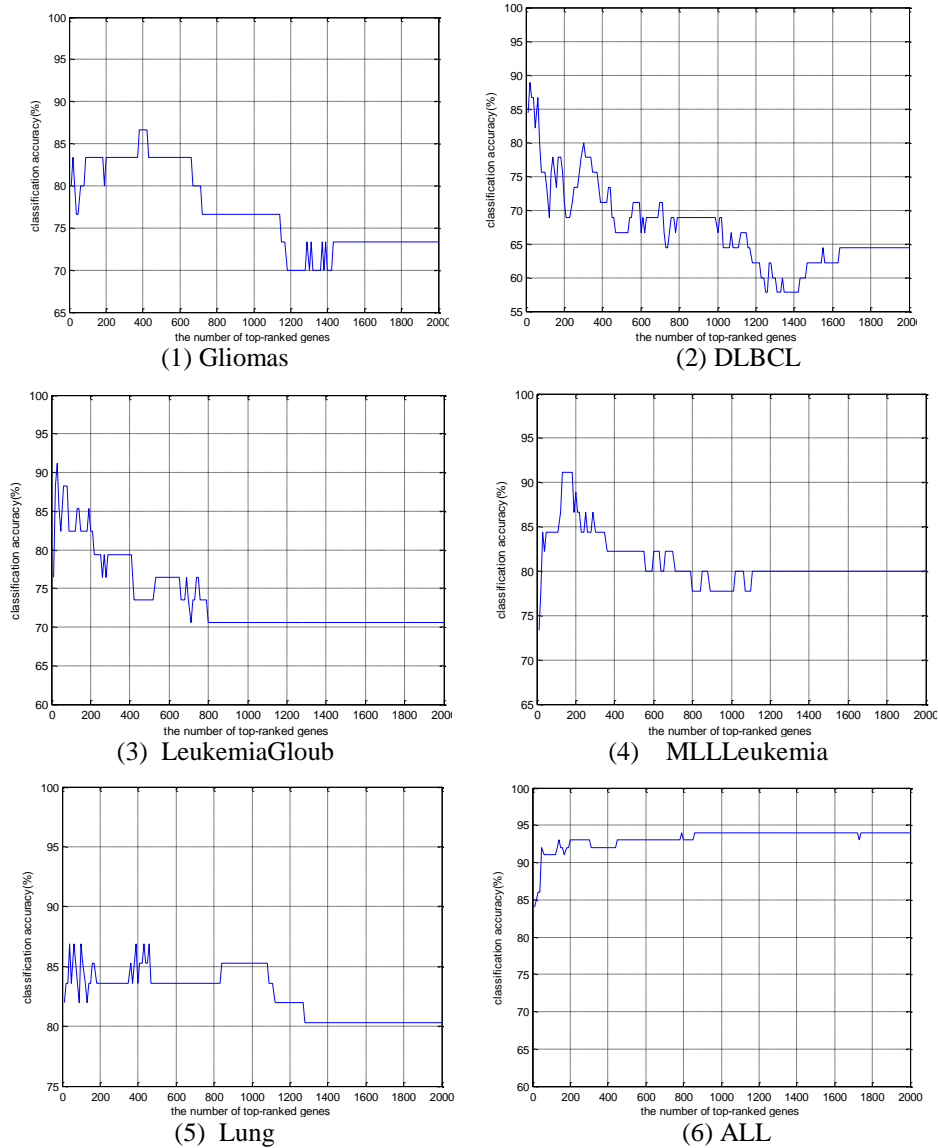 100
95
90
85
80
75
70
65
classification accuracy(%)
0 200 400 600 800 1000 1200 1400 1600 1800 2000
the number of top-ranked genes
(1) Gliomas
100
95
90
85
80
75
70
65
60
55
classification accuracy(%)
0 200 400 600 800 1000 1200 1400 1600 1800 2000
the number of top-ranked genes
(2) DLBCL
100
95
90
85
80
75
70
65
60
classification accuracy(%)
0 200 400 600 800 1000 1200 1400 1600 1800 2000
the number of top-ranked genes
(3) LeukemiaGloub
100
95
90
85
80
75
70
65
classification accuracy(%)
0 200 400 600 800 1000 1200 1400 1600 1800 2000
the number of top-ranked genes
(4) MLLLeukemia
100
95
90
85
80
75
classification accuracy(%)
0 200 400 600 800 1000 1200 1400 1600 1800 2000
the number of top-ranked genes
(5) Lung
100
95
90
85
80
75
70
65
60
classification accuracy(%)
0 200 400 600 800 1000 1200 1400 1600 1800 2000
the number of top-ranked genes
(6) ALL